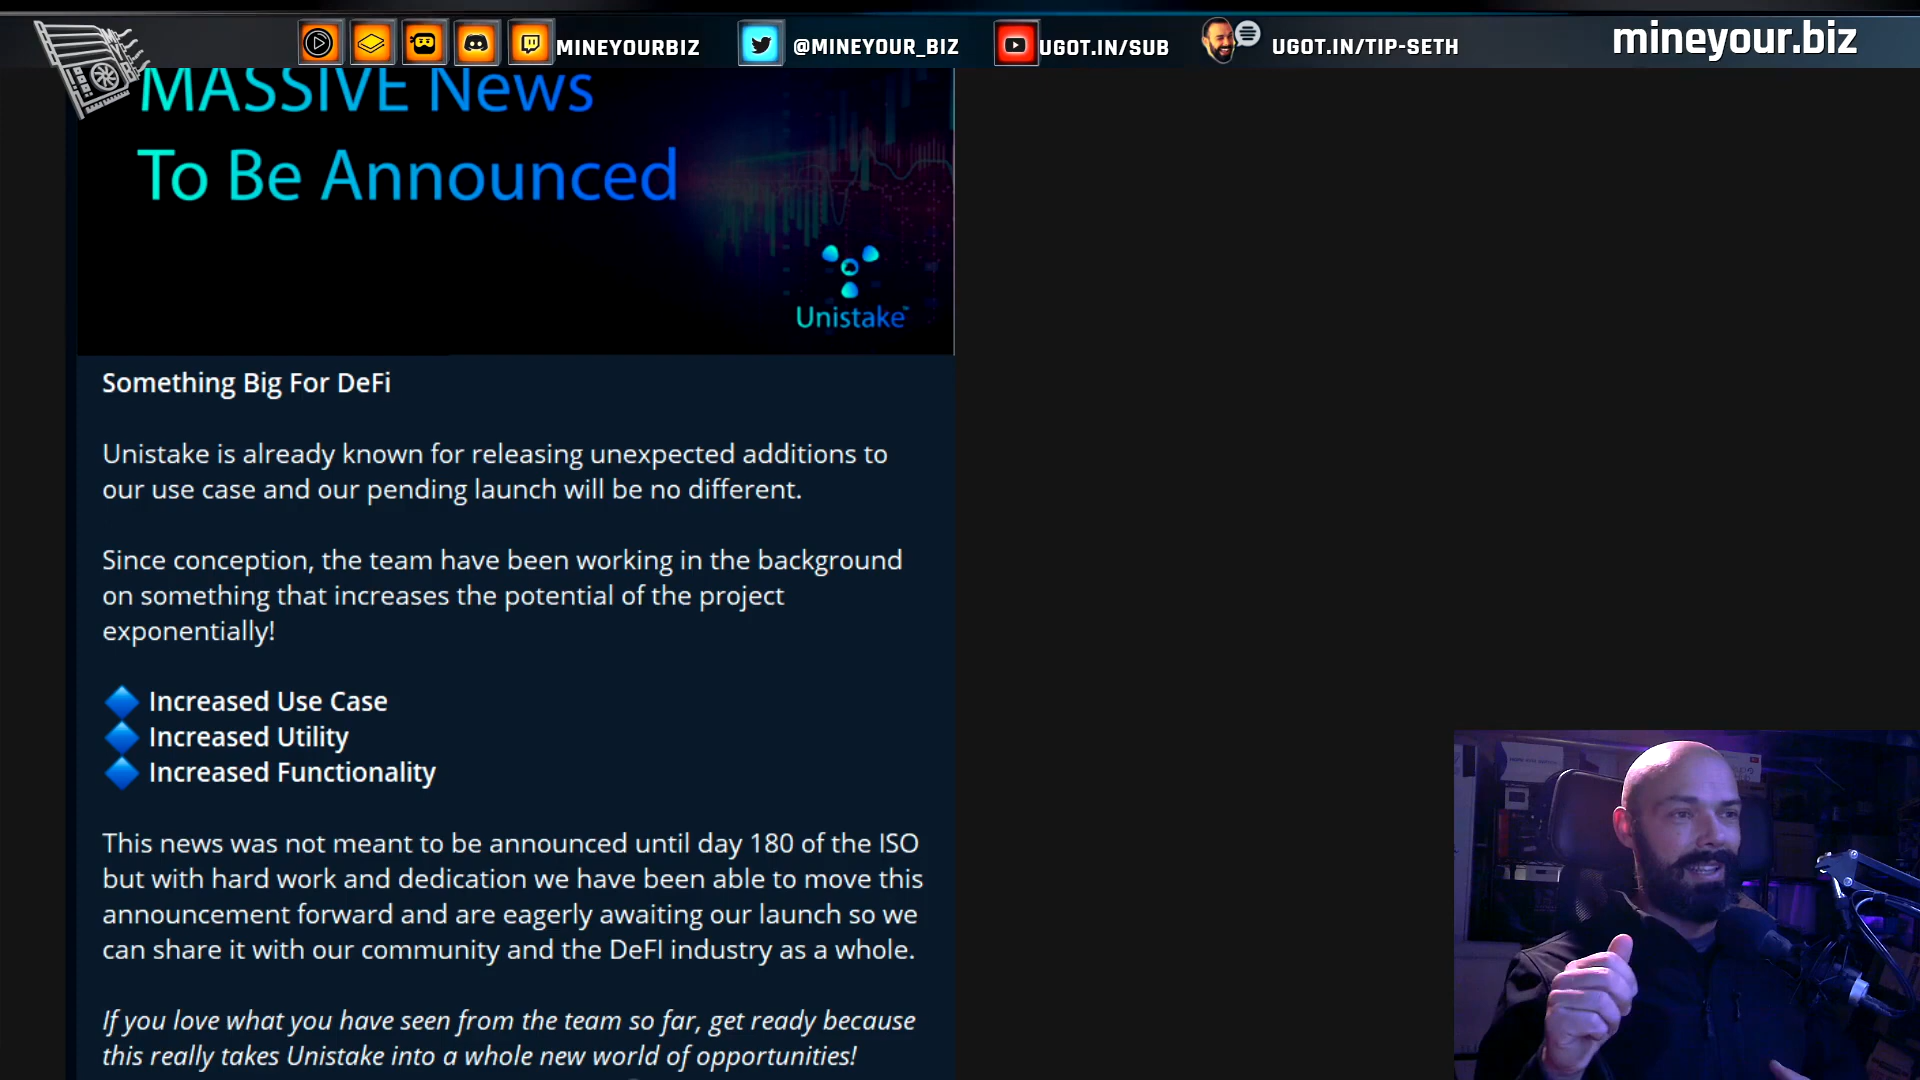 MINEYOURBIZ @MINEYOUR_BIZ UGOT.IN/SUB UGOT.IN/TIP-SETH mineyour.biz
MASSIVE News
To Be Announced
Unistake
Something Big For DeFi
Unistake is already known for releasing unexpected additions to
our use case and our pending launch will be no different.
Since conception, the team have been working in the background
on something that increases the potential of the project
exponentially!
Increased Use Case
Increased Utility
Increased Functionality
This news was not meant to be announced until day 180 of the ISO
but with hard work and dedication we have been able to move this
announcement forward and are eagerly awaiting our launch so we
can share it with our community and the DeFI industry as a whole.
If you love what you have seen from the team so far, get ready because
this really takes Unistake into a whole new world of opportunities!